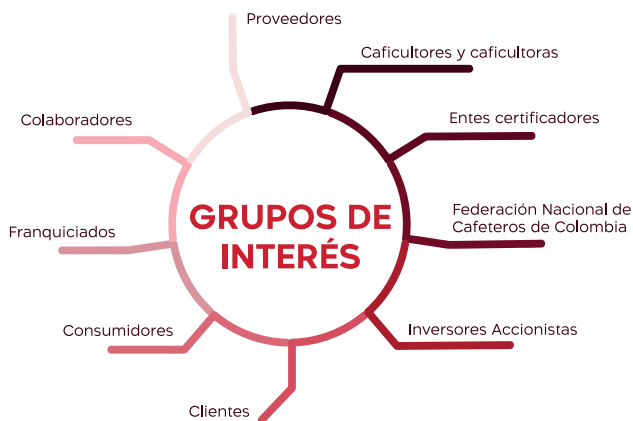 Proveedores
Caficultores y caficultoras
Colaboradores
Entes certificadores
GRUPOS DE
INTERÉS
Franquiciados
Federación Nacional de
Cafeteros de Colombia
Consumidores
Inversores Accionistas
Clientes